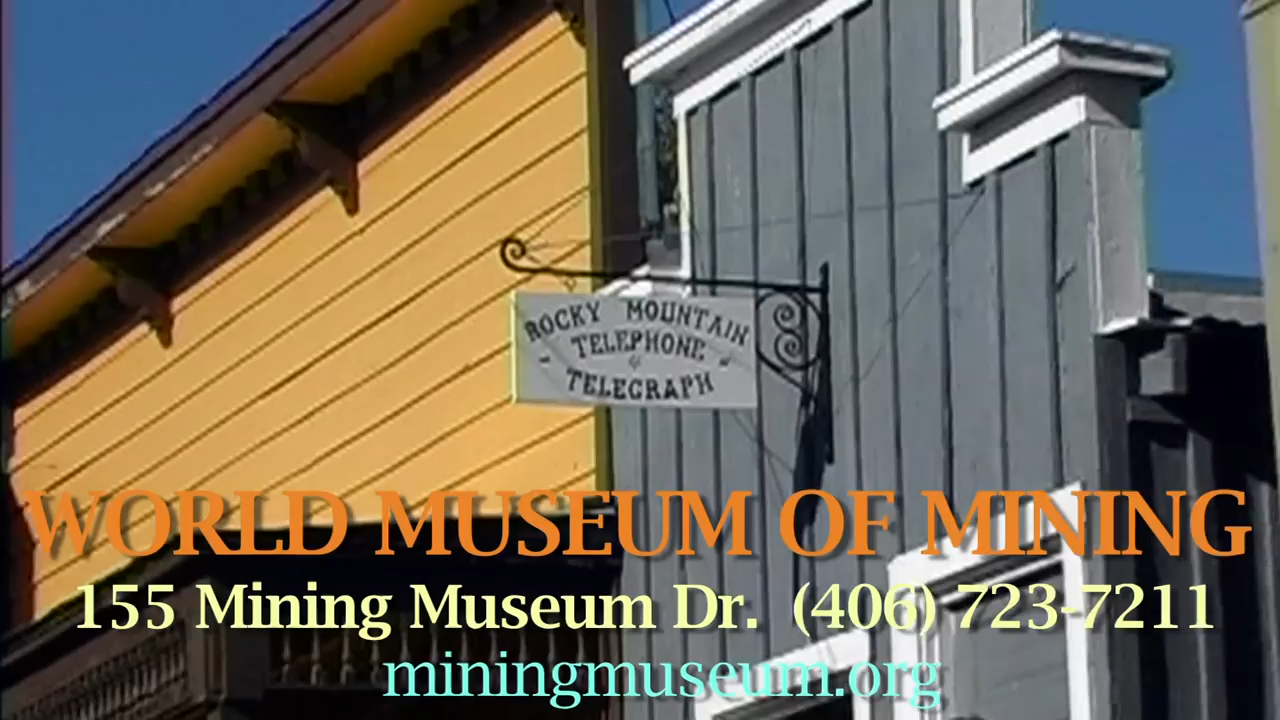 ROCKY MOUNTAIN
TELEPHONE
- & -
TELEGRAPH
WORLD MUSEUM OF MINING
155 Mining Museum Dr. (406) 723-7211
miningmuseum.org